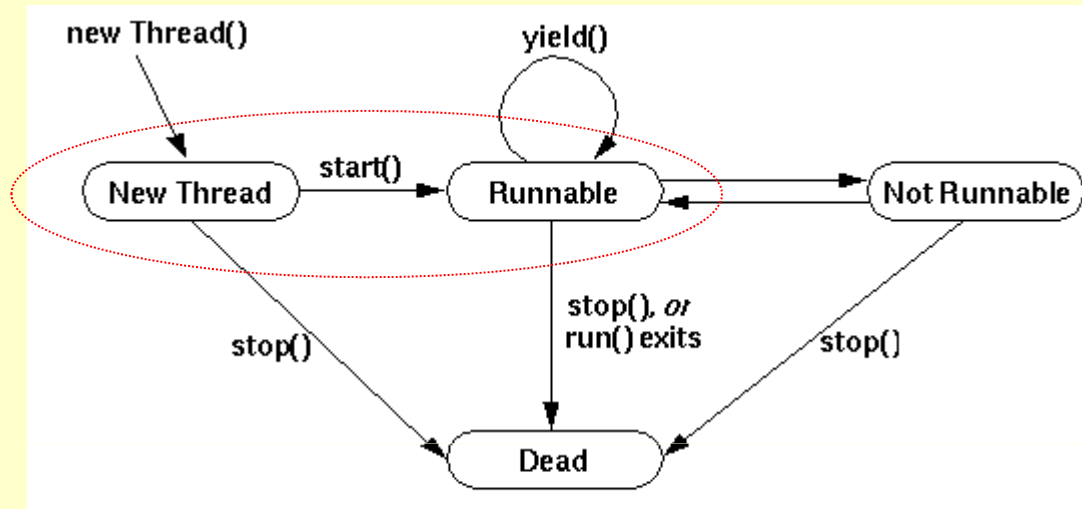 new Thread()
yield()
start()
New Thread
Runnable
Not Runnable
stop(), or
run() exits
stop()
stop()
Dead